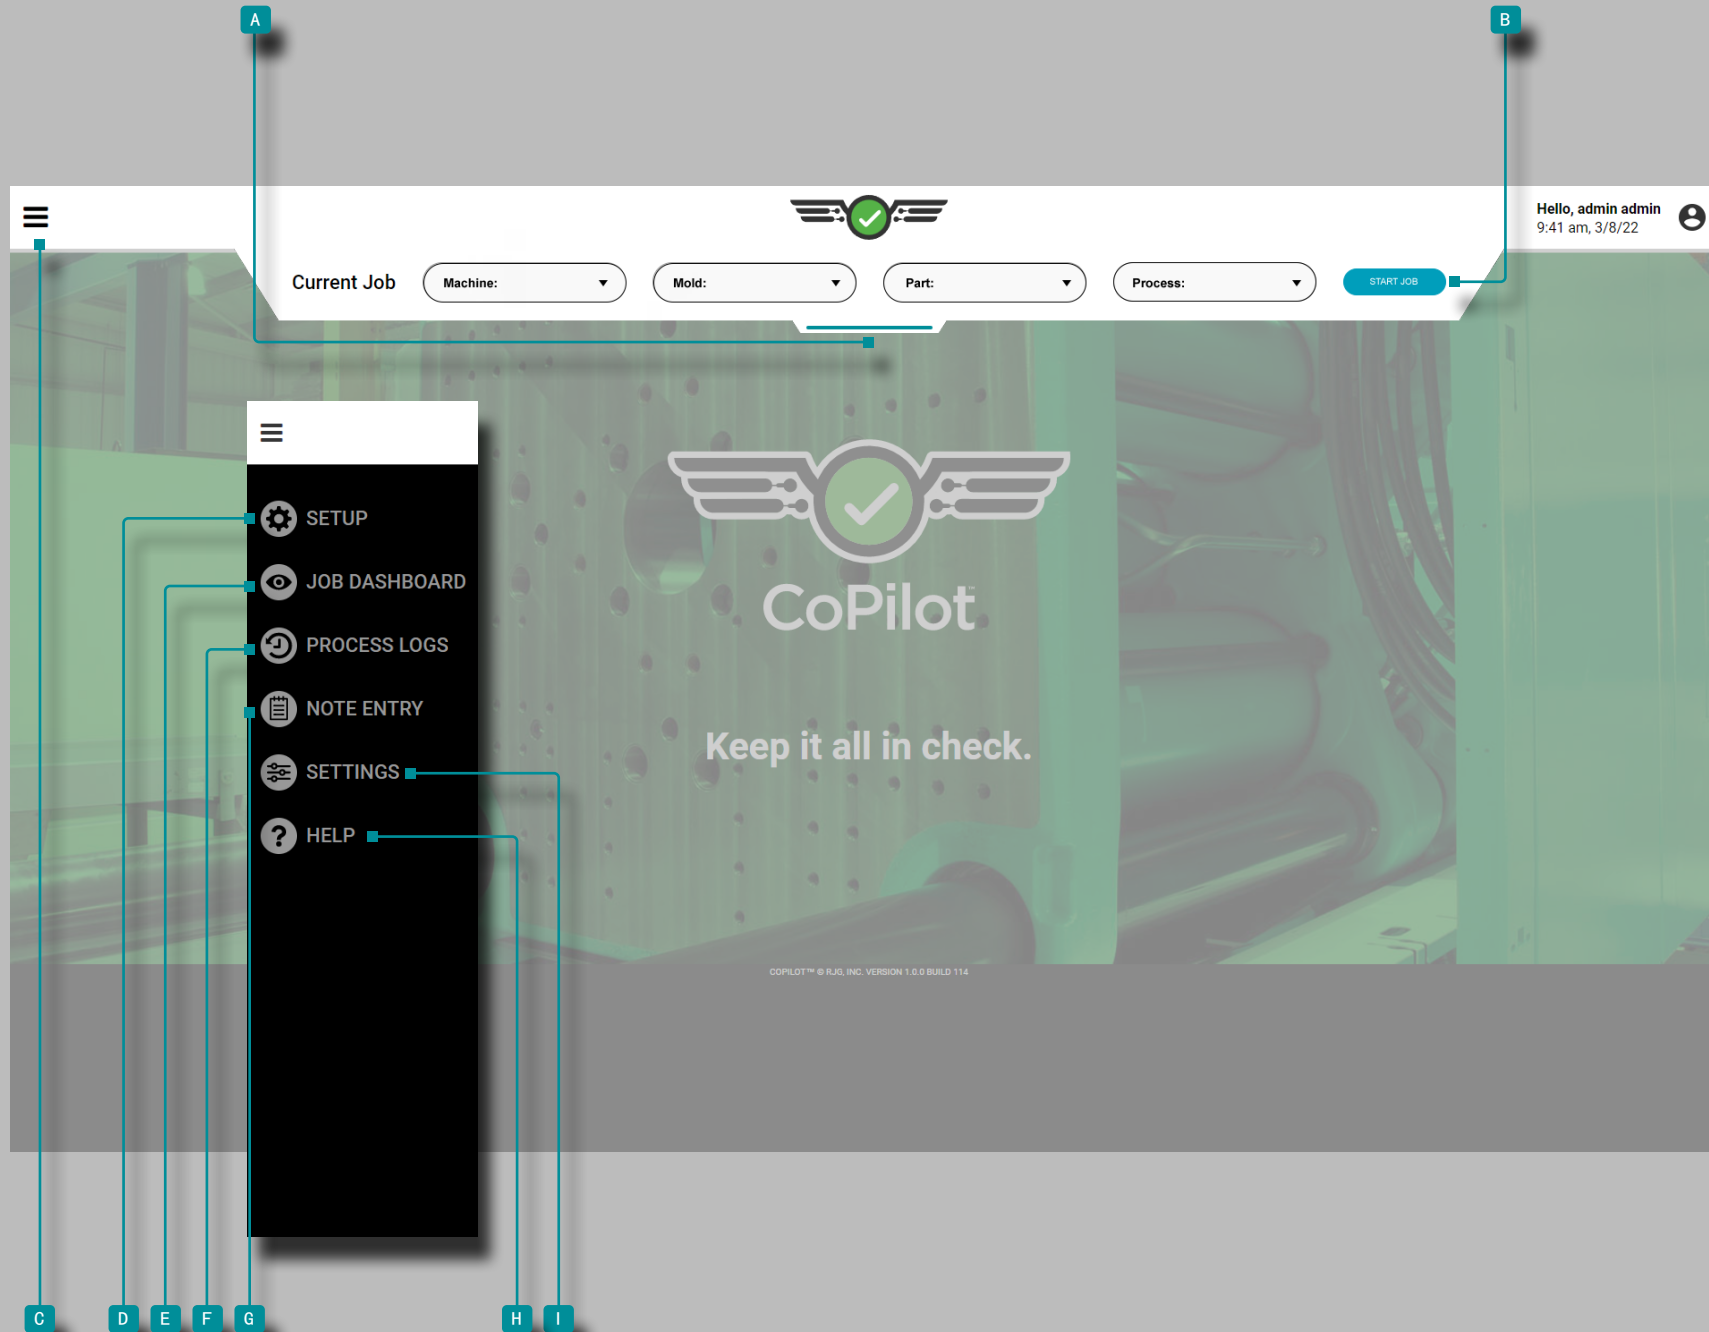 A
B
Hello, admin admin
9:41 am, 3/8/22
Current Job
Machine:
Mold:
Part:
Process:
START JOB
SETUP
JOB DASHBOARD
PROCESS LOGS
NOTE ENTRY
SETTINGS
HELP
CoPilot™
Keep it all in check.
COPILOT™ © RJG, INC. VERSION 1.0.0 BUILD 114
C
D
E
F
G
H
I